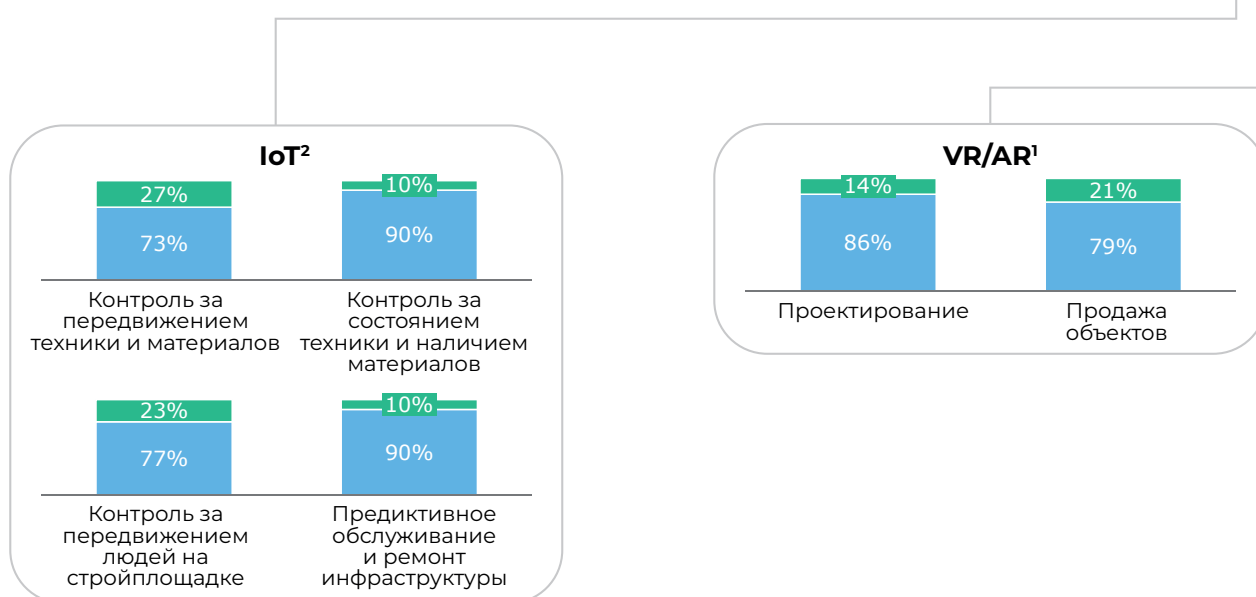 IoT²
27%
73%
Контроль за
передвижением
техники и материалов
10%
90%
Контроль за
состоянием
техники и наличием
материалов
23%
77%
Контроль за
передвижением
людей на
стройплощадке
10%
90%
Предиктивное
обслуживание
и ремонт
инфраструктуры
VR/AR¹
14%
86%
Проектирование
21%
79%
Продажа
объектов